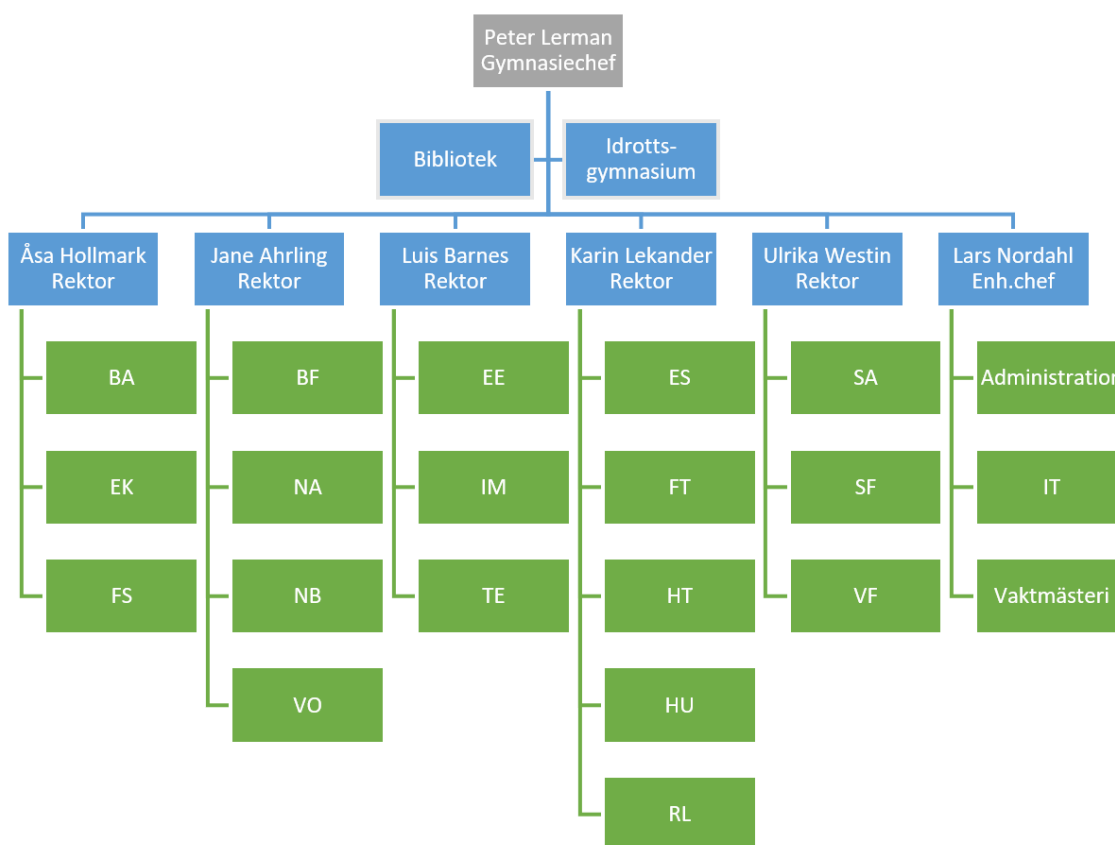 Peter Lerman
Gymnasiechef
Bibliotek
Idrotts-
gymnasium
Åsa Hollmark
Rektor
Jane Ahrling
Rektor
Luis Barnes
Rektor
Karin Lekander
Rektor
Ulrika Westin
Rektor
Lars Nordahl
Enh.chef
BA
EK
FS
BF
NA
NB
VO
EE
IM
TE
ES
FT
HT
HU
RL
SA
SF
VF
Administration
IT
Vaktmästeri